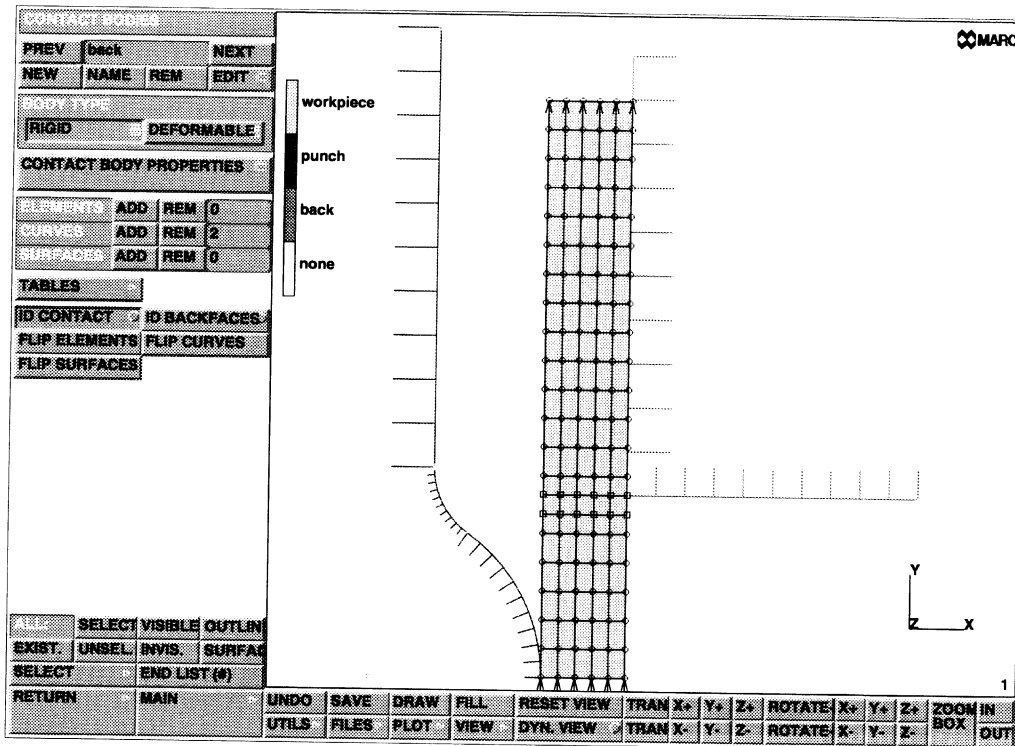 CONTACT BODIES
PREV back NEXT
NEW NAME REM EDIT
BODY TYPE
RIGID DEFORMABLE
CONTACT BODY PROPERTIES
ELEMENTS ADD REM 0
CURVES ADD REM 2
SURFACES ADD REM 0
TABLES
ID CONTACT ID BACKFACES
FLIP ELEMENTS FLIP CURVES
FLIP SURFACES
MARC
workpiece
punch
back
none
Y
Z X
1
ALL: SELECT VISIBLE OUTLIN
EXIST. UNSEL. INVIS. SURFAC
SELECT END LIST (#)
RETURN MAIN
UNDO SAVE DRAW FILL RESET VIEW TRAN X+ Y+ Z+ ROTATE X+ Y+ Z+ ZOOM BOX IN
UTILS FILES PLOT VIEW DYN. VIEW TRAN X- Y- Z- ROTATE X- Y- Z- OUT